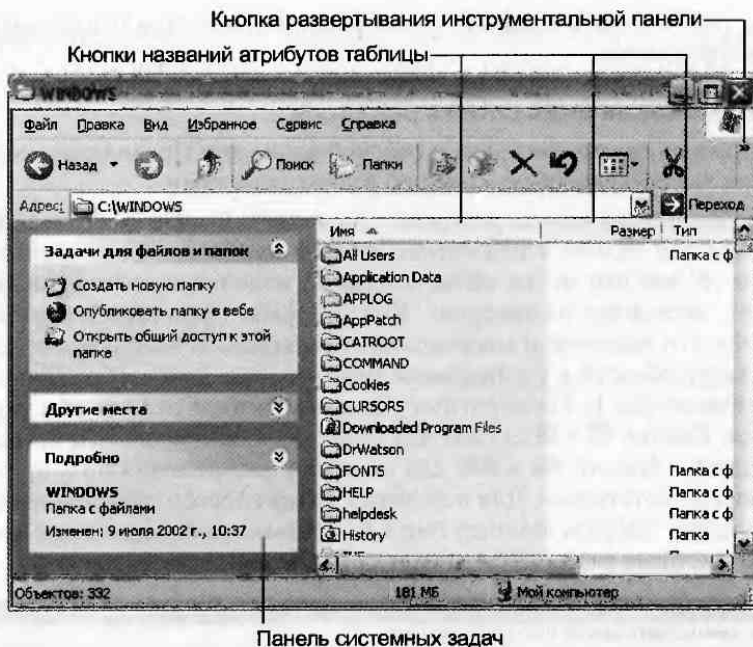 Кнопка развертывания инструментальной панели
Кнопки названий атрибутов таблицы
WINDOWS
Файл Правка Вид Избранное Сервис Справка
Назад Поиск Папки
Адрес: C:\WINDOWS Переход
Задачи для файлов и папок
Создать новую папку
Опубликовать папку в вебе
Открыть общий доступ к этой
папке
Другие места
Подробно
WINDOWS
Папка с файлами
Изменен: 9 июля 2002 г., 10:37
Имя Размер Тип
All Users Папка с ф
Application Data
APPLOG
AppPatch
CATROOT
COMMAND
Cookies
CURSORS
Downloaded Program Files
DrWatson
FONTS Папка с ф
HELP Папка с ф
helpdesk Папка с ф
History Папка
Объектов: 332 181 МБ Мой компьютер
Панель системных задач